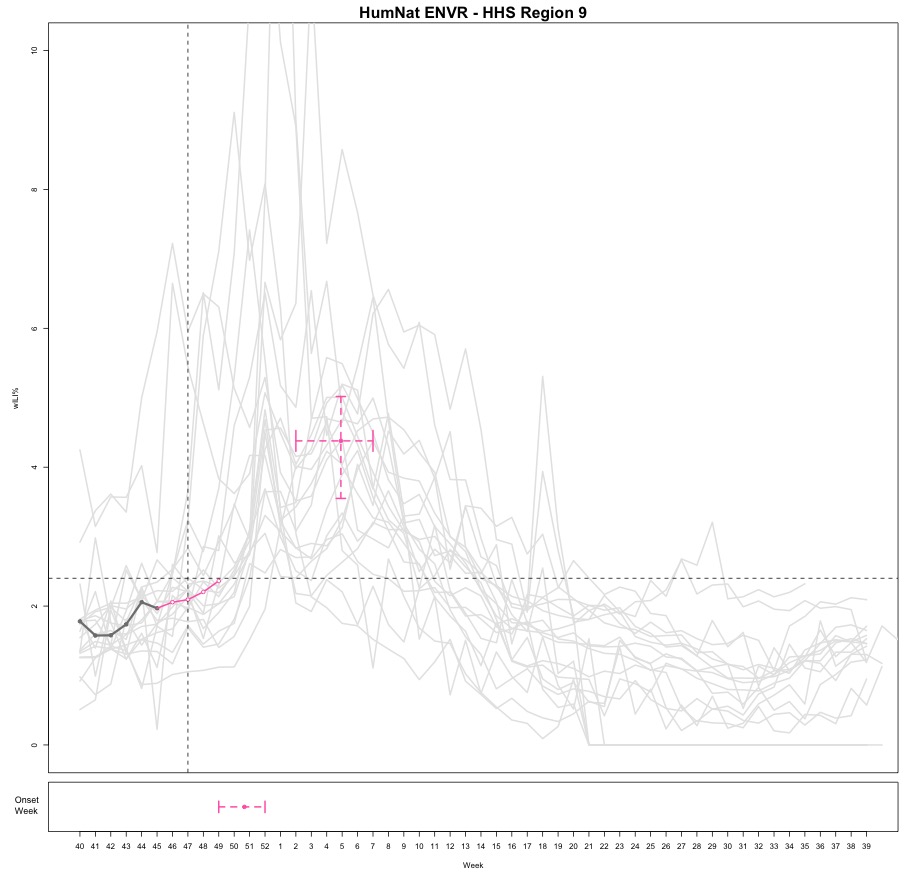 HumNat ENVR - HHS Region 9
10
8
6
4
2
0
wILI%
Onset
Week
40 41 42 43 44 45 46 47 48 49 50 51 52 1 2 3 4 5 6 7 8 9 10 11 12 13 14 15 16 17 18 19 20 21 22 23 24 25 26 27 28 29 30 31 32 33 34 35 36 37 38 39
Week